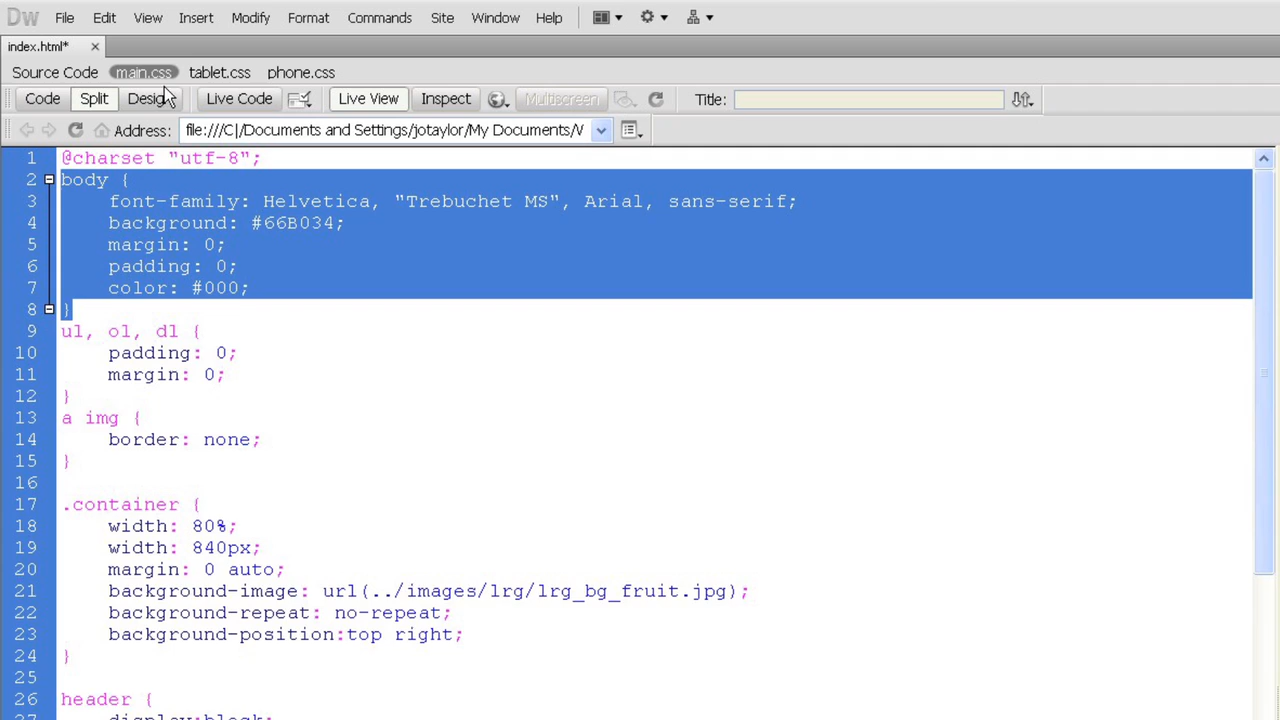 Dw File Edit View Insert Modify Format Commands Site Window Help
index.html*
Source Code main.css tablet.css phone.css
Code Split Design Live Code Live View Inspect Multiscreen Title:
Address: file:///C|/Documents and Settings/jotaylor/My Documents/V
1 @charset "utf-8";
2 body {
3 font-family: Helvetica, "Trebuchet MS", Arial, sans-serif;
4 background: #66B034;
5 margin: 0;
6 padding: 0;
7 color: #000;
8 }
9 ul, ol, dl {
10 padding: 0;
11 margin: 0;
12 }
13 a img {
14 border: none;
15 }
16
17 .container {
18 width: 80%;
19 width: 840px;
20 margin: 0 auto;
21 background-image: url(../images/lrg/lrg_bg_fruit.jpg);
22 background-repeat: no-repeat;
23 background-position:top right;
24 }
25
26 header {
27 display:block;